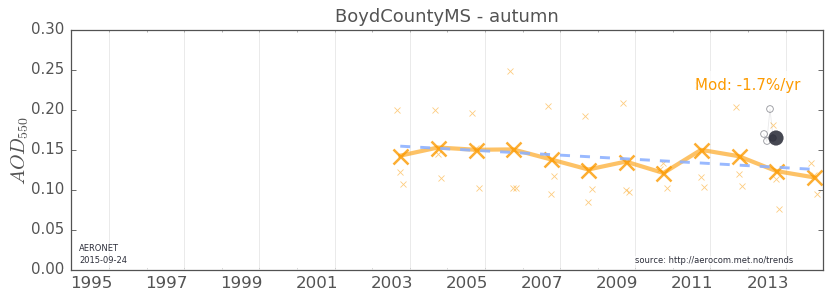 BoydCountyMS - autumn
0.30
0.25
0.20
0.15
0.10
0.05
0.00
AOD550
Mod: -1.7%/yr
AERONET
2015-09-24
source: http://aerocom.met.no/trends
1995 1997 1999 2001 2003 2005 2007 2009 2011 2013